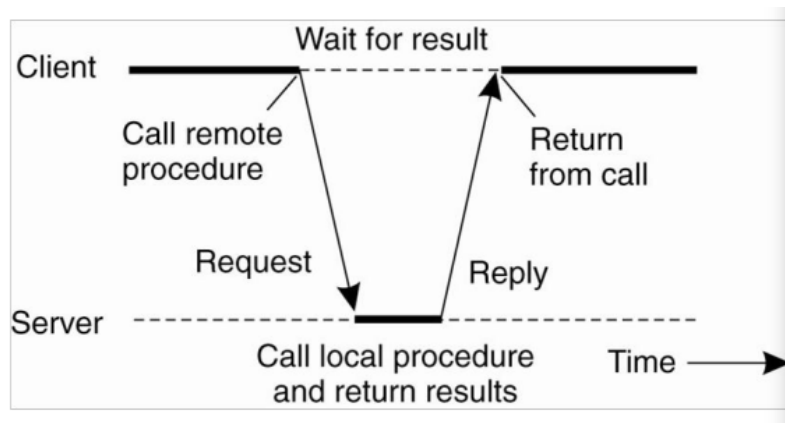 Wait for result
Client
Call remote
procedure
Return
from call
Request
Reply
Server
Call local procedure
and return results
Time